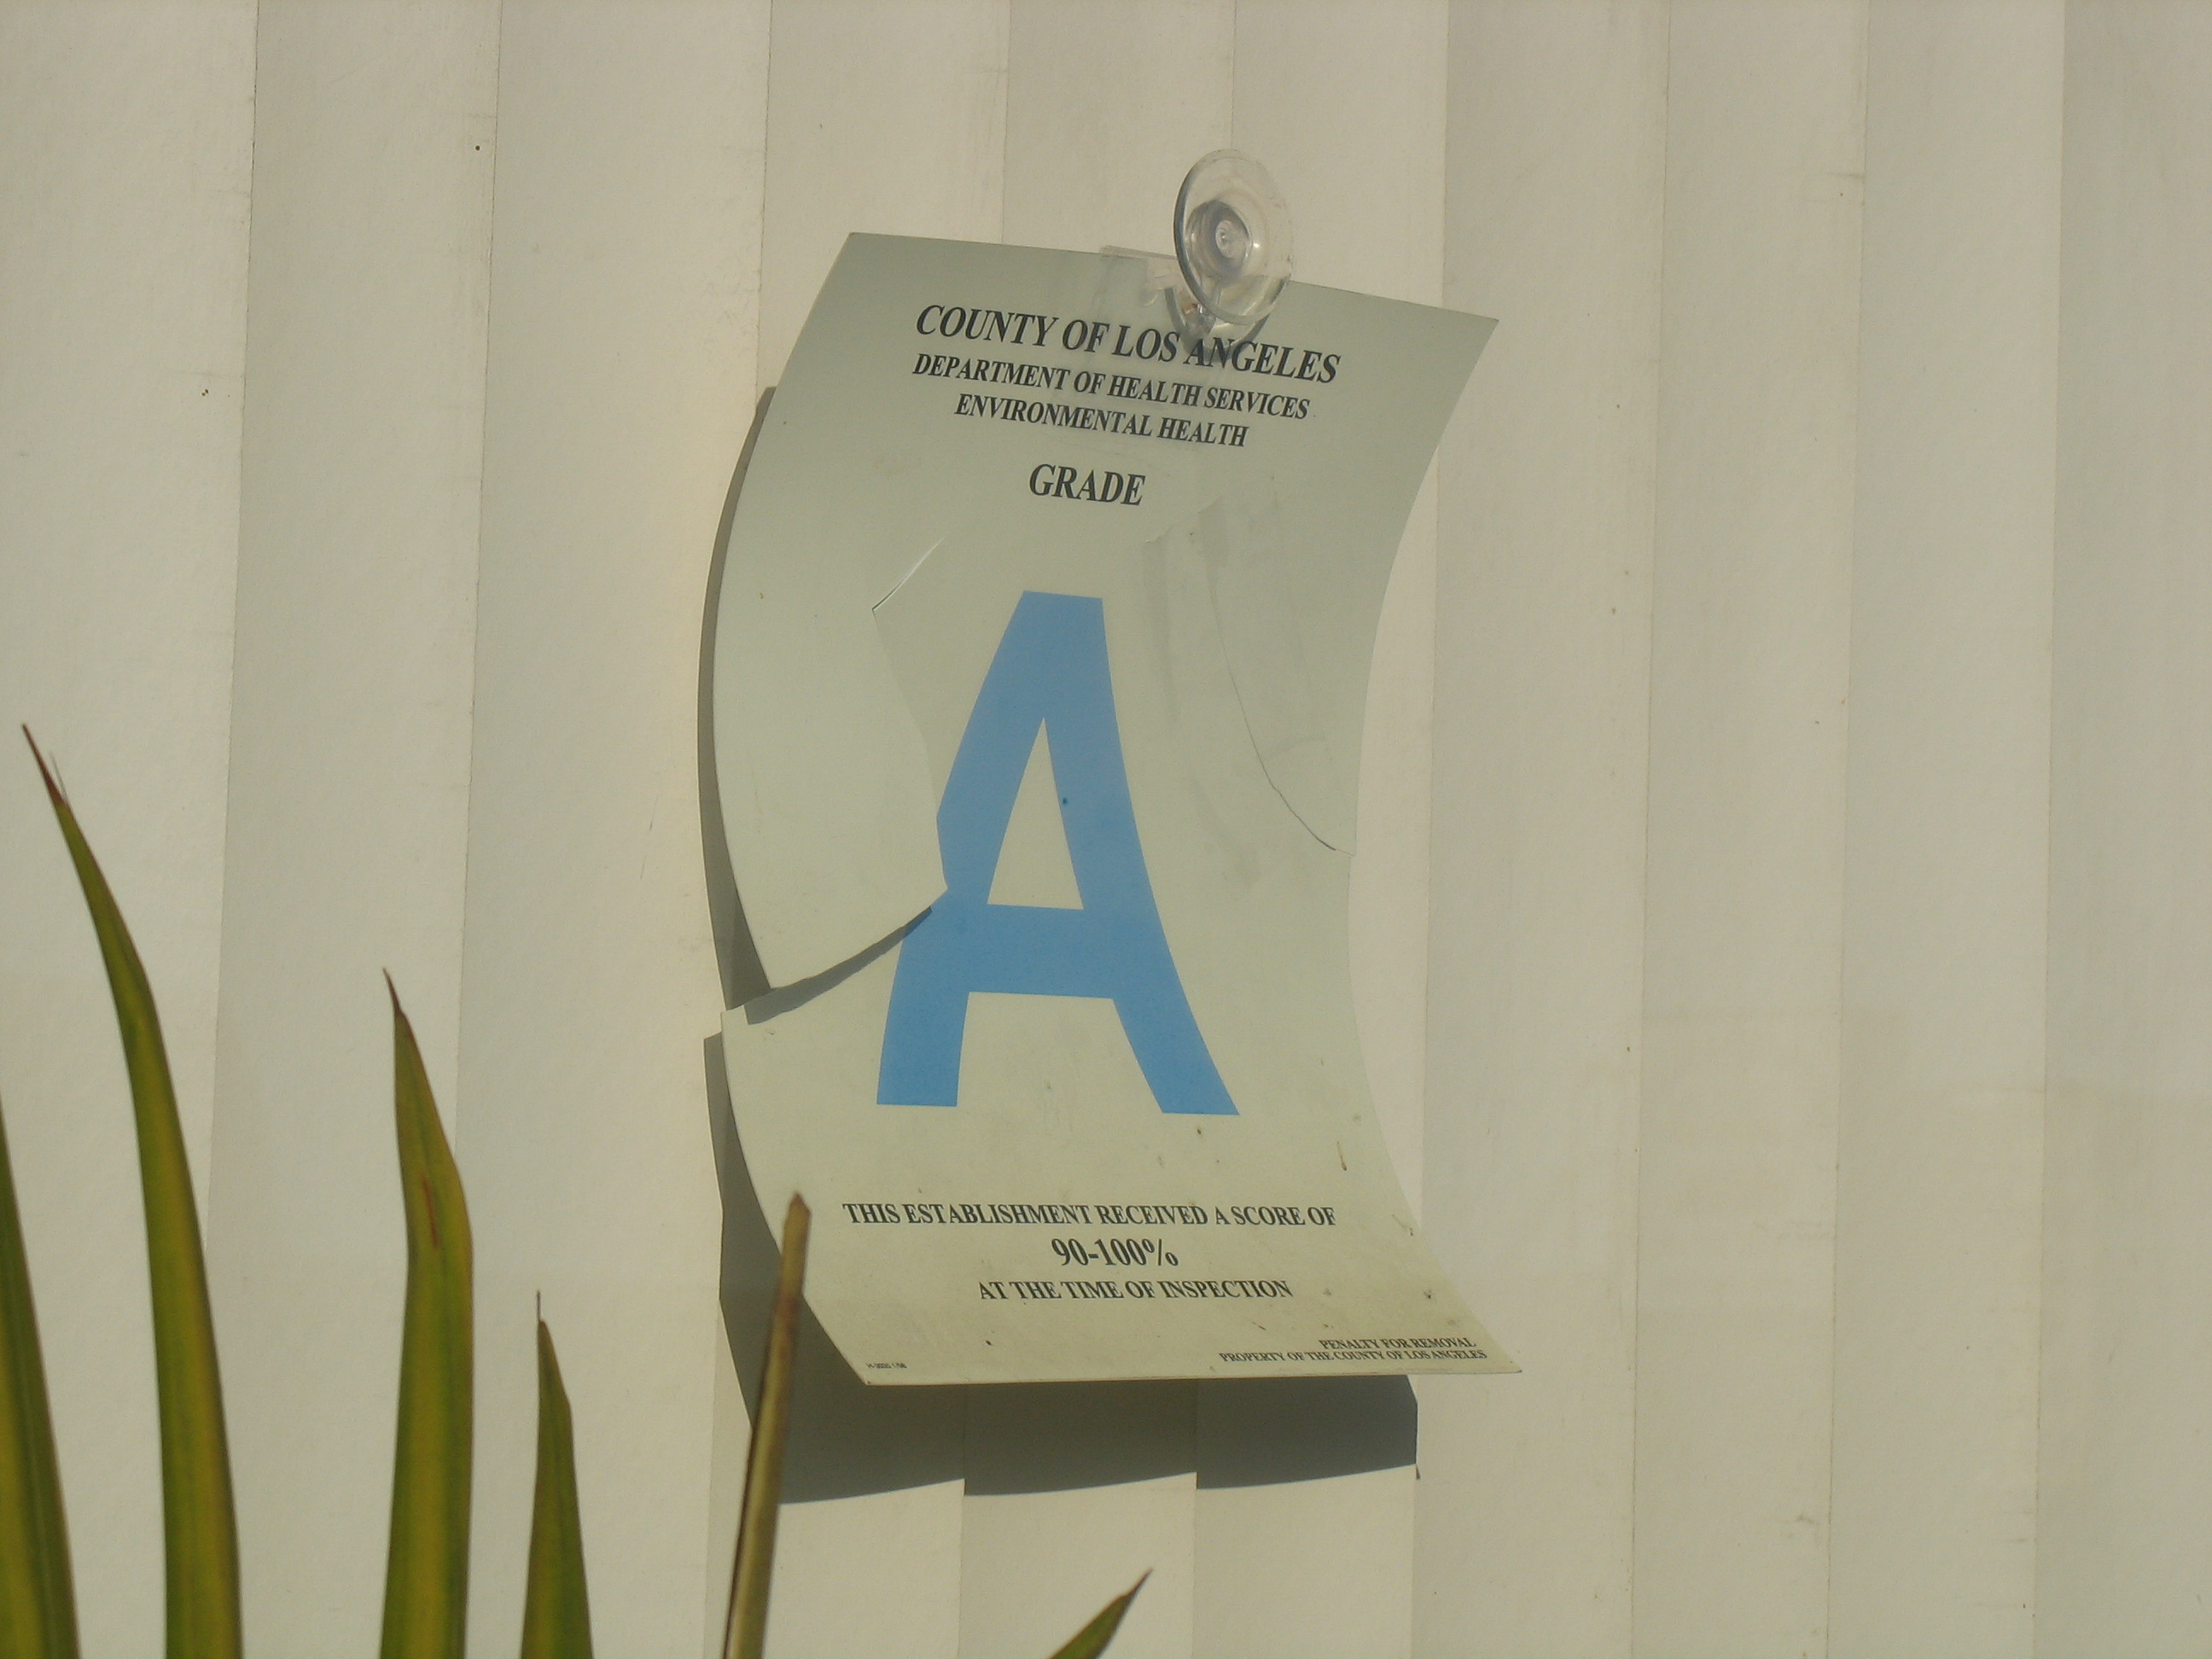 COUNTY OF LOS ANGELES
DEPARTMENT OF HEALTH SERVICES
ENVIRONMENTAL HEALTH
GRADE
A
THIS ESTABLISHMENT RECEIVED A SCORE OF
90-100%
AT THE TIME OF INSPECTION
PENALTY FOR REMOVAL
PROPERTY OF THE COUNTY OF LOS ANGELES